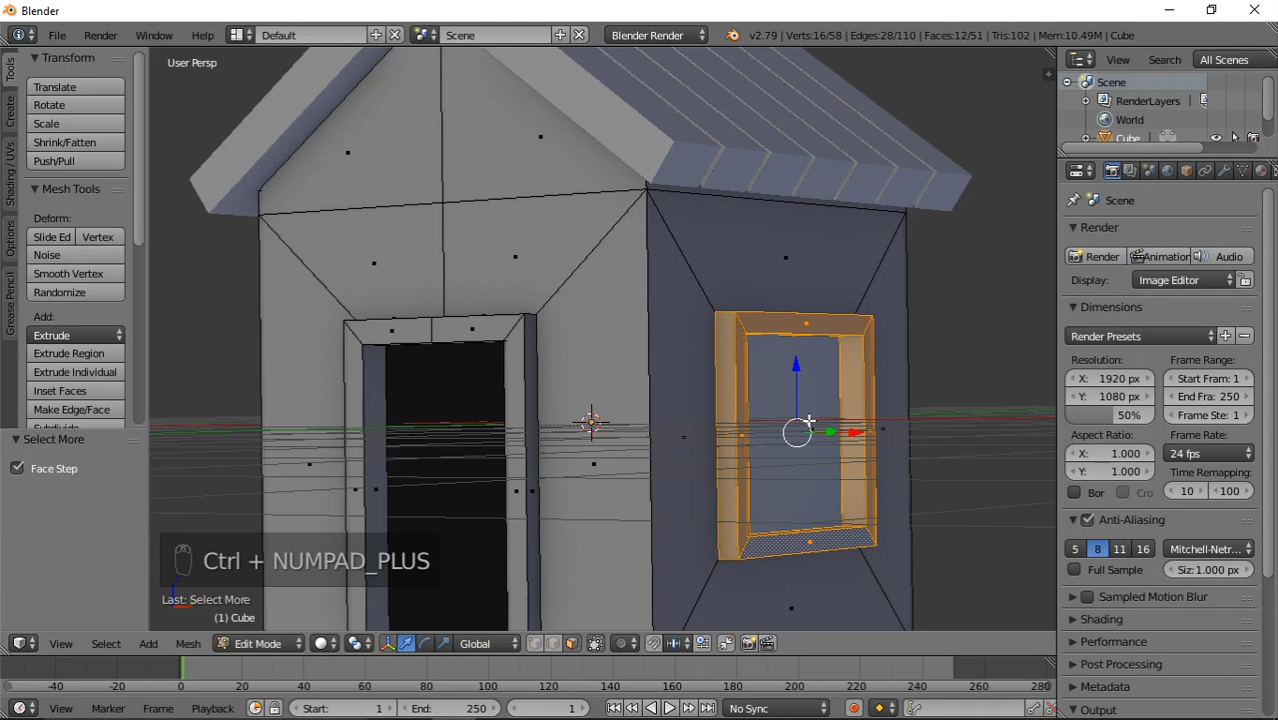 Blender
File Render Window Help Default Scene Blender Render v2.79 | Verts:16/58 | Edges:28/110 | Faces:12/51 | Tris:102 | Mem:10.49M | Cube
Tools
Create
Shading / UVs
Options
Grease Pencil
Transform
Translate
Rotate
Scale
Shrink/Fatten
Push/Pull
Mesh Tools
Deform:
Slide Ed Vertex
Noise
Smooth Vertex
Randomize
Add:
Extrude
Extrude Region
Extrude Individual
Inset Faces
Make Edge/Face
Select More
Face Step
User Persp
Ctrl + NUMPAD_PLUS
Last: Select More
(1) Cube
View Select Add Mesh Edit Mode Global
-40 -20 0 20 40 60 80 100 120 140 160 180 200 220 240 260 280
View Marker Frame Playback Start: 1 End: 250 1 No Sync
View Search All Scenes
Scene
RenderLayers
World
Cube
Scene
Render
Render Animation Audio
Display: Image Editor
Dimensions
Render Presets
Resolution: Frame Range:
X: 1920 px Start Fram: 1
Y: 1080 px End Fra: 250
50% Frame Ste: 1
Aspect Ratio: Frame Rate:
X: 1.000 24 fps
Y: 1.000 Time Remapping:
Bor Cro 10 100
Anti-Aliasing
5 8 11 16 Mitchell-Netr...
Full Sample Siz: 1.000 px
Sampled Motion Blur
Shading
Performance
Post Processing
Metadata
Output